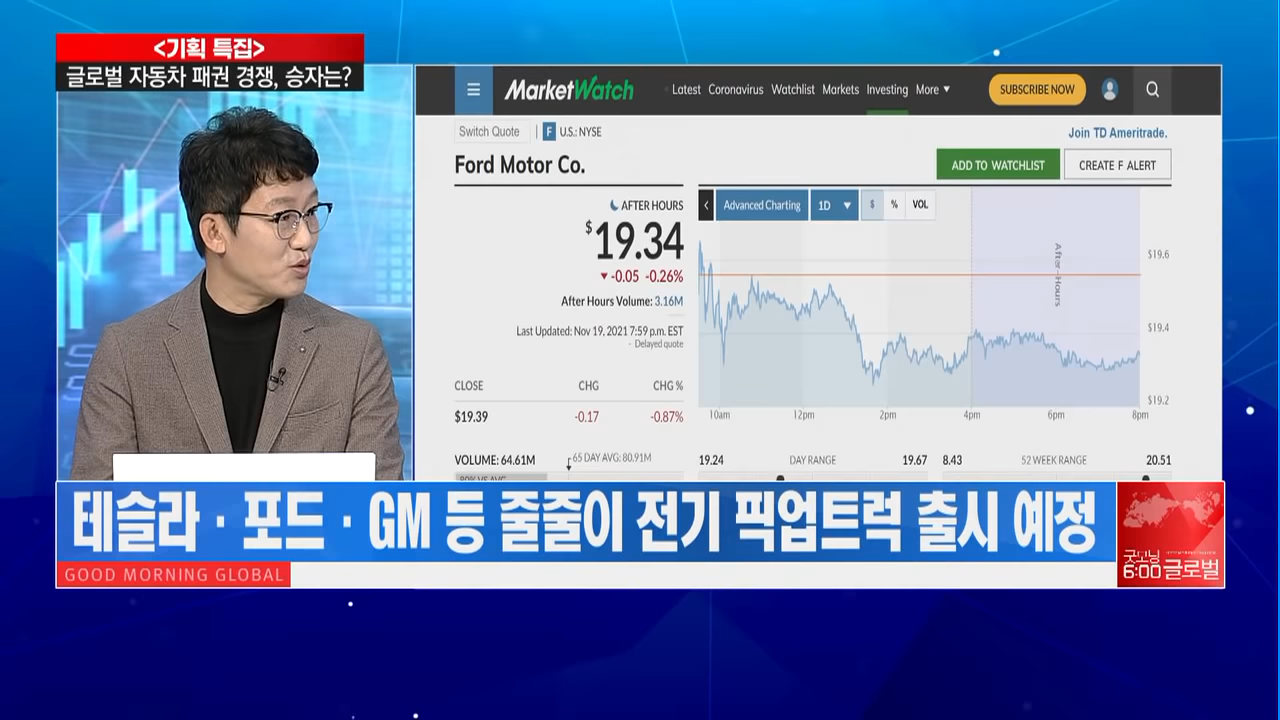 <기획 특집>
글로벌 자동차 패권 경쟁, 승자는?
MarketWatch
Latest Coronavirus Watchlist Markets Investing More
SUBSCRIBE NOW
Switch Quote
F U.S.: NYSE
Join TD Ameritrade.
Ford Motor Co.
ADD TO WATCHLIST
CREATE F ALERT
AFTER HOURS
$19.34
-0.05 -0.26%
After Hours Volume: 3.16M
Last Updated: Nov 19, 2021 7:59 p.m. EST
- Delayed quote
CLOSE CHG CHG %
$19.39 -0.17 -0.87%
VOLUME: 64.61M
65 DAY AVG: 80.91M
Advanced Charting 1D $ % VOL
After-Hours
$19.6
$19.4
$19.2
10am 12pm 2pm 4pm 6pm 8pm
19.24 DAY RANGE 19.67
8.43 52 WEEK RANGE 20.51
테슬라·포드·GM 등 줄줄이 전기 픽업트럭 출시 예정
GOOD MORNING GLOBAL
굿모닝
6:00 글로벌